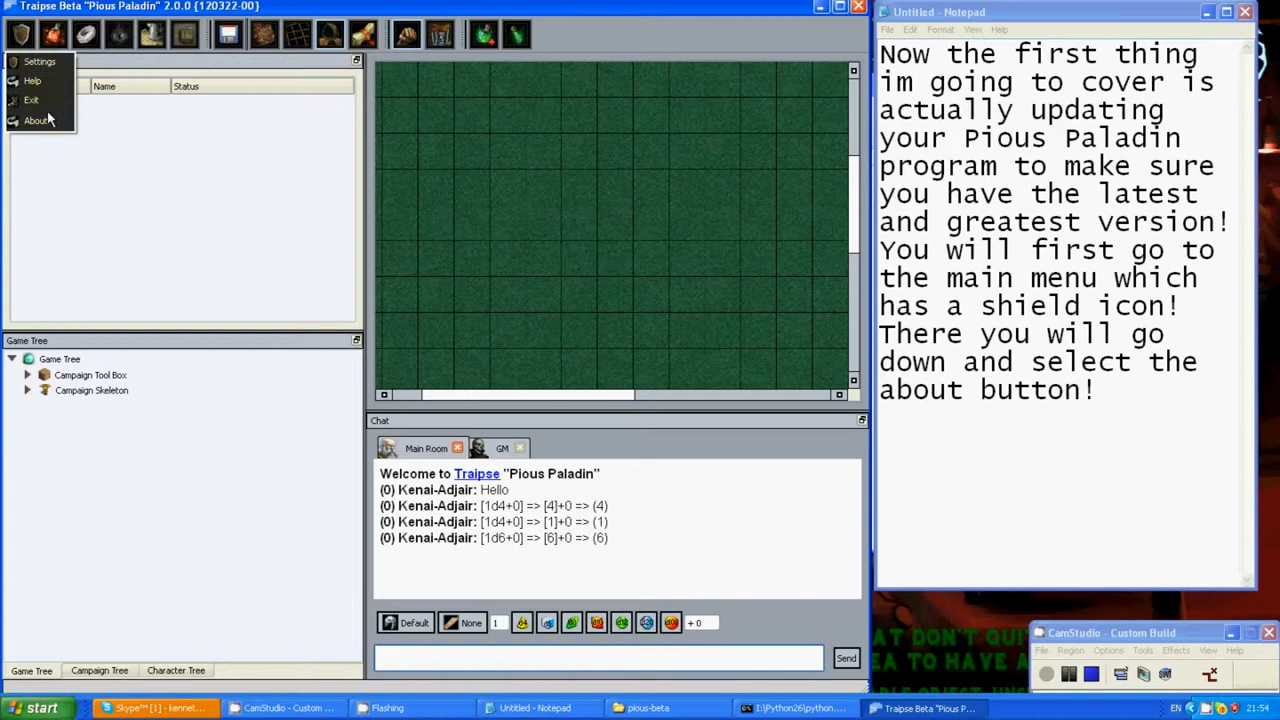 Traipse Beta "Pious Paladin" 2.0.0 {120322-00}
Settings
Help
Exit
About
Name
Status
Game Tree
Game Tree
Campaign Tool Box
Campaign Skeleton
Game Tree
Campaign Tree
Character Tree
Chat
Main Room
GM
Welcome to Traipse "Pious Paladin"
(0) Kenai-Adjair: Hello
(0) Kenai-Adjair: [1d4+0] => [4]+0 => (4)
(0) Kenai-Adjair: [1d4+0] => [1]+0 => (1)
(0) Kenai-Adjair: [1d6+0] => [6]+0 => (6)
Default
None
1
+ 0
Send
Untitled - Notepad
File Edit Format View Help
Now the first thing
im going to cover is
actually updating
your Pious Paladin
program to make sure
you have the latest
and greatest version!
You will first go to
the main menu which
has a shield icon!
There you will go
down and select the
about button!
CamStudio - Custom Build
File Region Options Tools Effects View Help
start
Skype™ [1] - kennet...
CamStudio - Custom ...
Flashing
Untitled - Notepad
pious-beta
I:\Python26\python....
Traipse Beta "Pious P...
EN
21:54